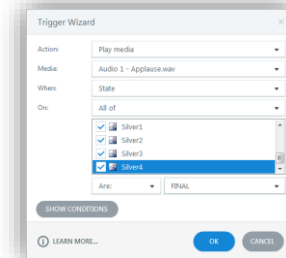 Trigger Wizard
Action: Play media
Media: Audio 1 - Applause.wav
When: State
On: All of
Silver1
Silver2
Silver3
Silver4
Are: FINAL
SHOW CONDITIONS
LEARN MORE... OK CANCEL